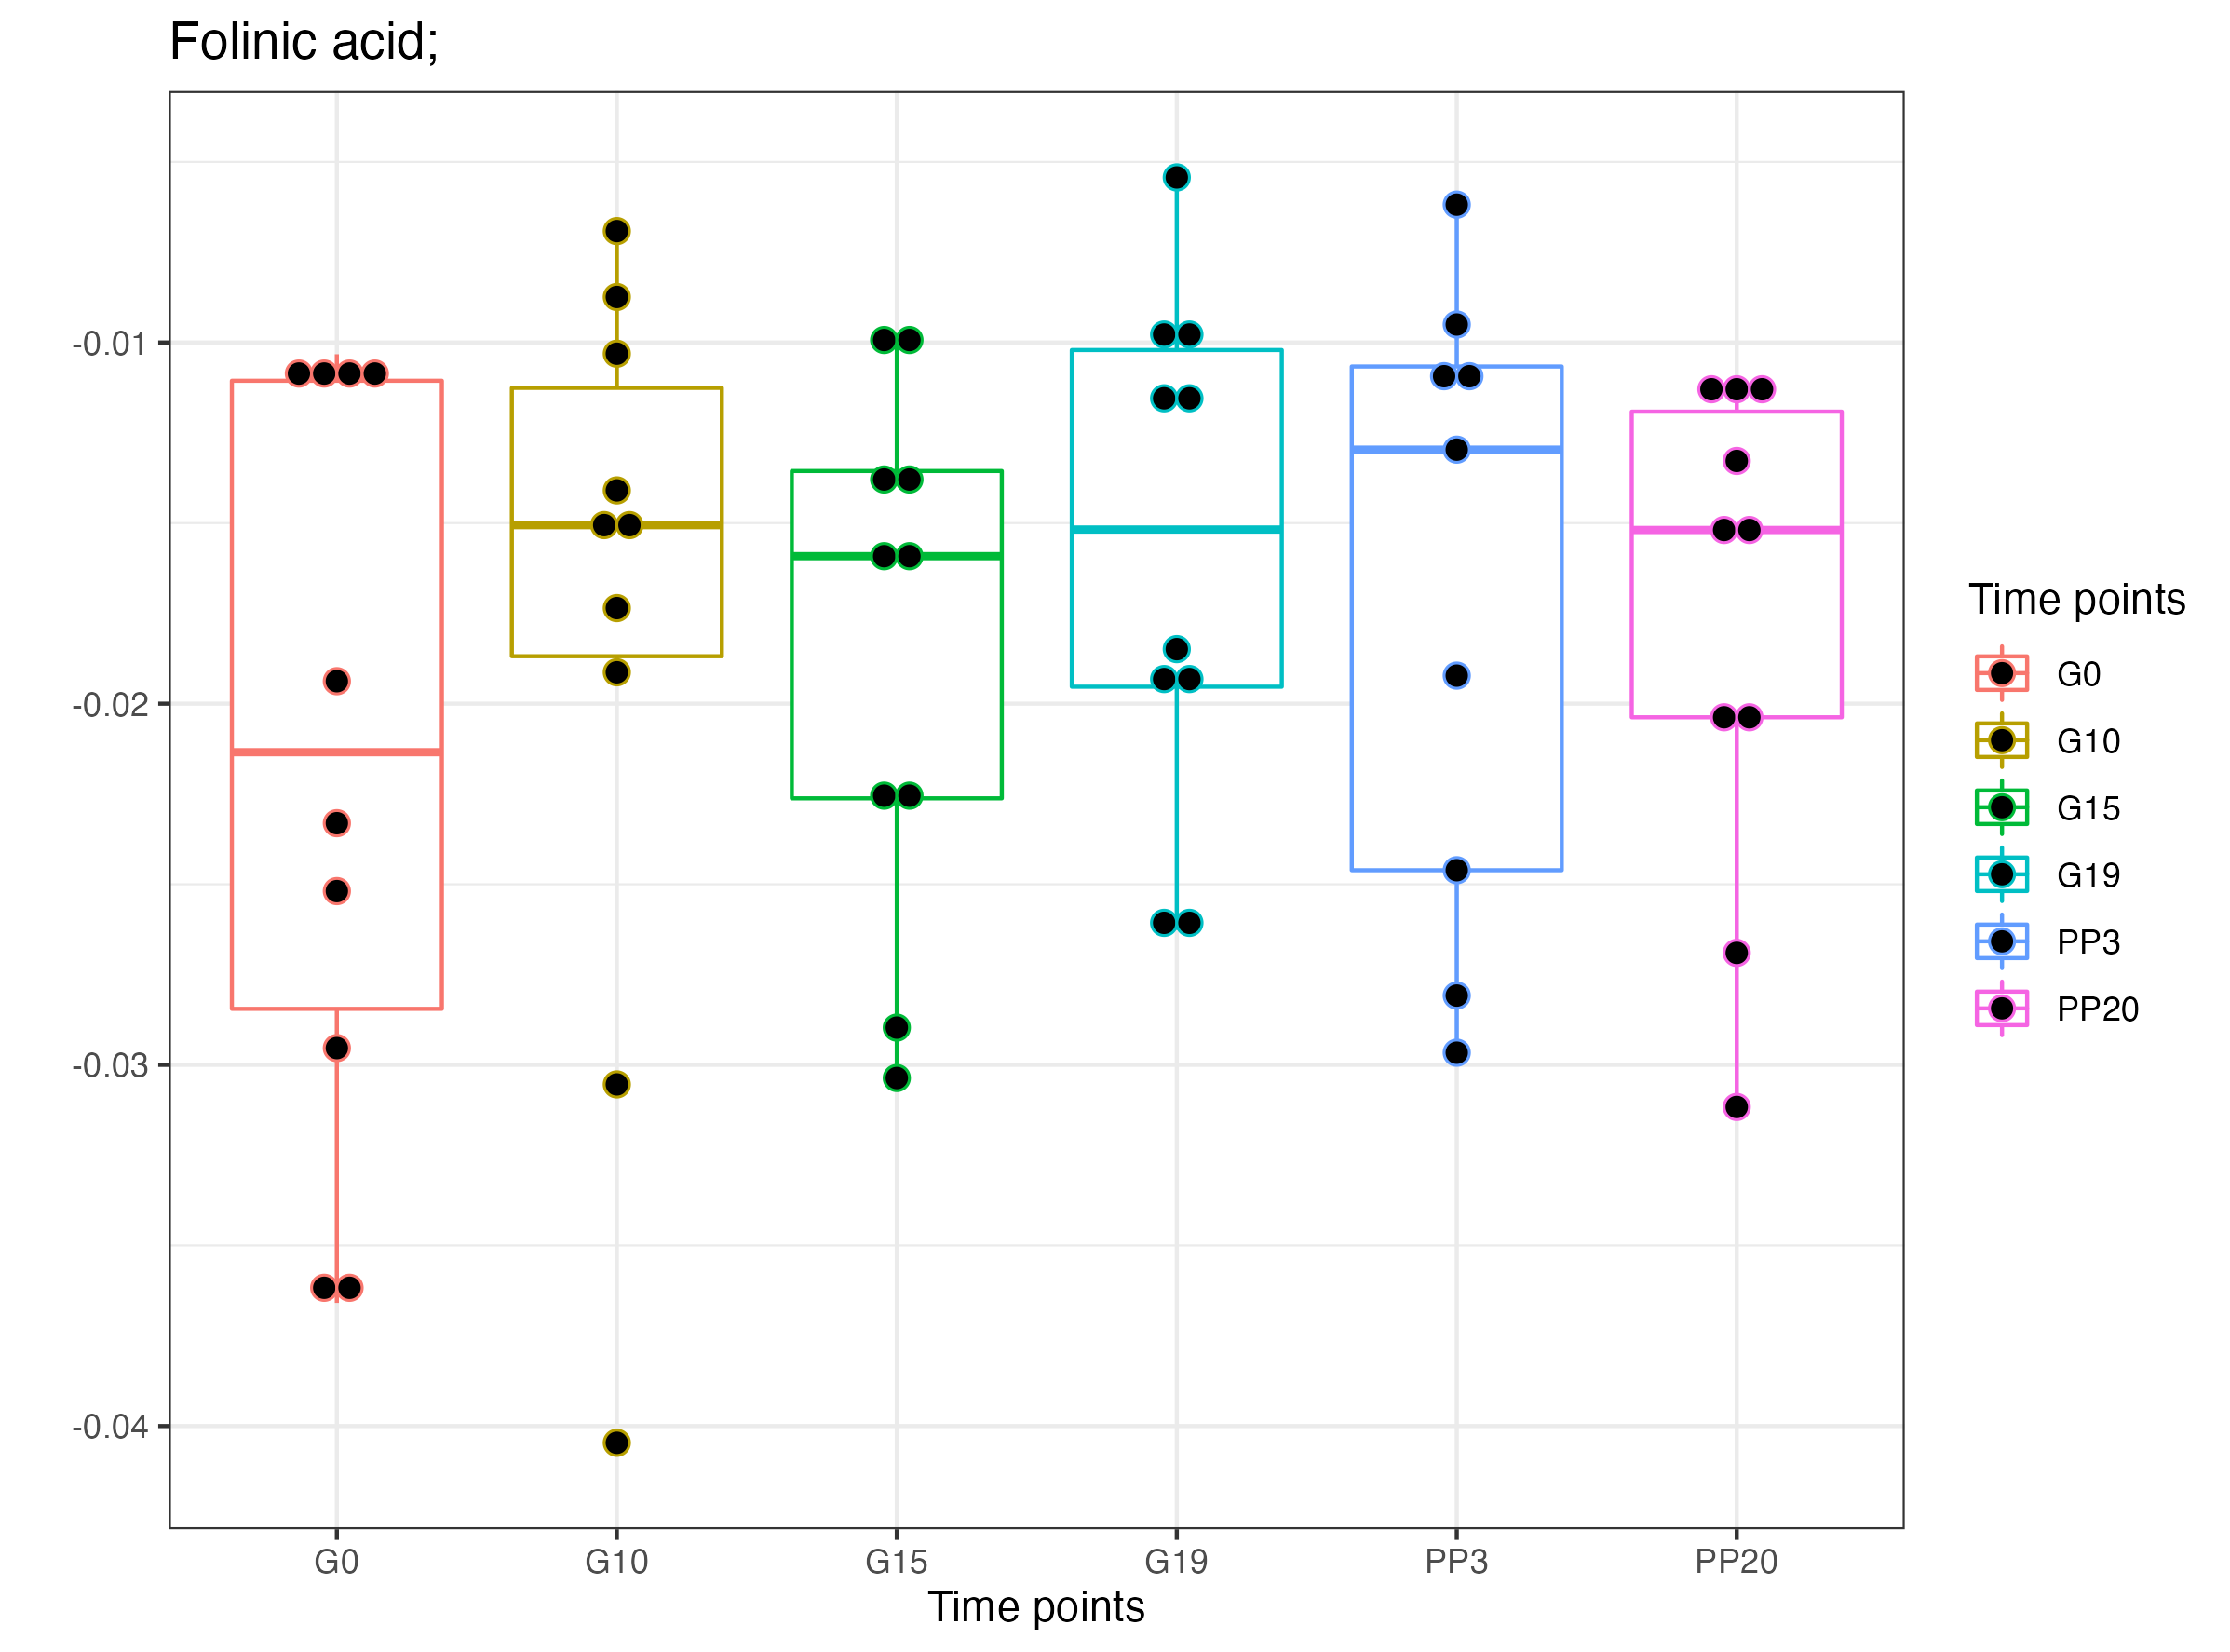 Folinic acid;
-0.01
-0.02
-0.03
-0.04
G0
G10
G15
G19
PP3
PP20
Time points
Time points
G0
G10
G15
G19
PP3
PP20